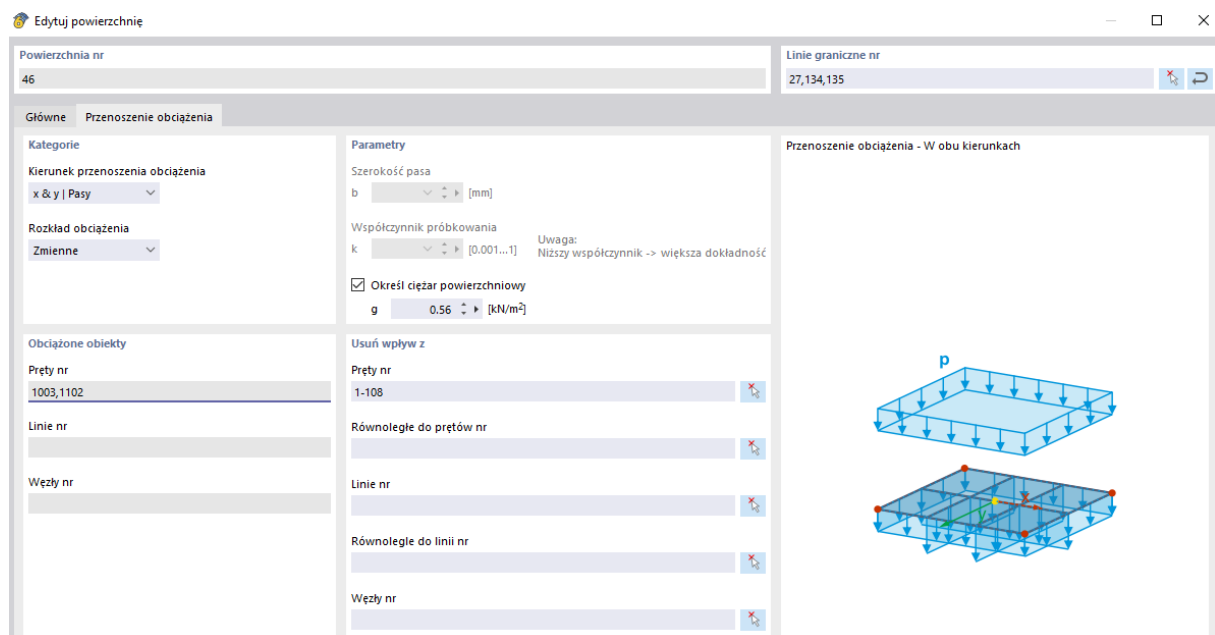 Edytuj powierzchnię
Powierzchnia nr
46
Linie graniczne nr
27,134,135
Główne
Przenoszenie obciążenia
Kategorie
Kierunek przenoszenia obciążenia
x & y | Pasy
Rozkład obciążenia
Zmienne
Parametry
Szerokość pasa
b [mm]
Współczynnik próbkowania
k [0.001...1]
Uwaga:
Niższy współczynnik -> większa dokładność
Określ ciężar powierzchniowy
g 0.56 [kN/m²]
Przenoszenie obciążenia - W obu kierunkach
p
x
y
Obciążone obiekty
Pręty nr
1003,1102
Linie nr
Węzły nr
Usuń wpływ z
Pręty nr
1-108
Równoległe do prętów nr
Linie nr
Równolegle do linii nr
Węzły nr